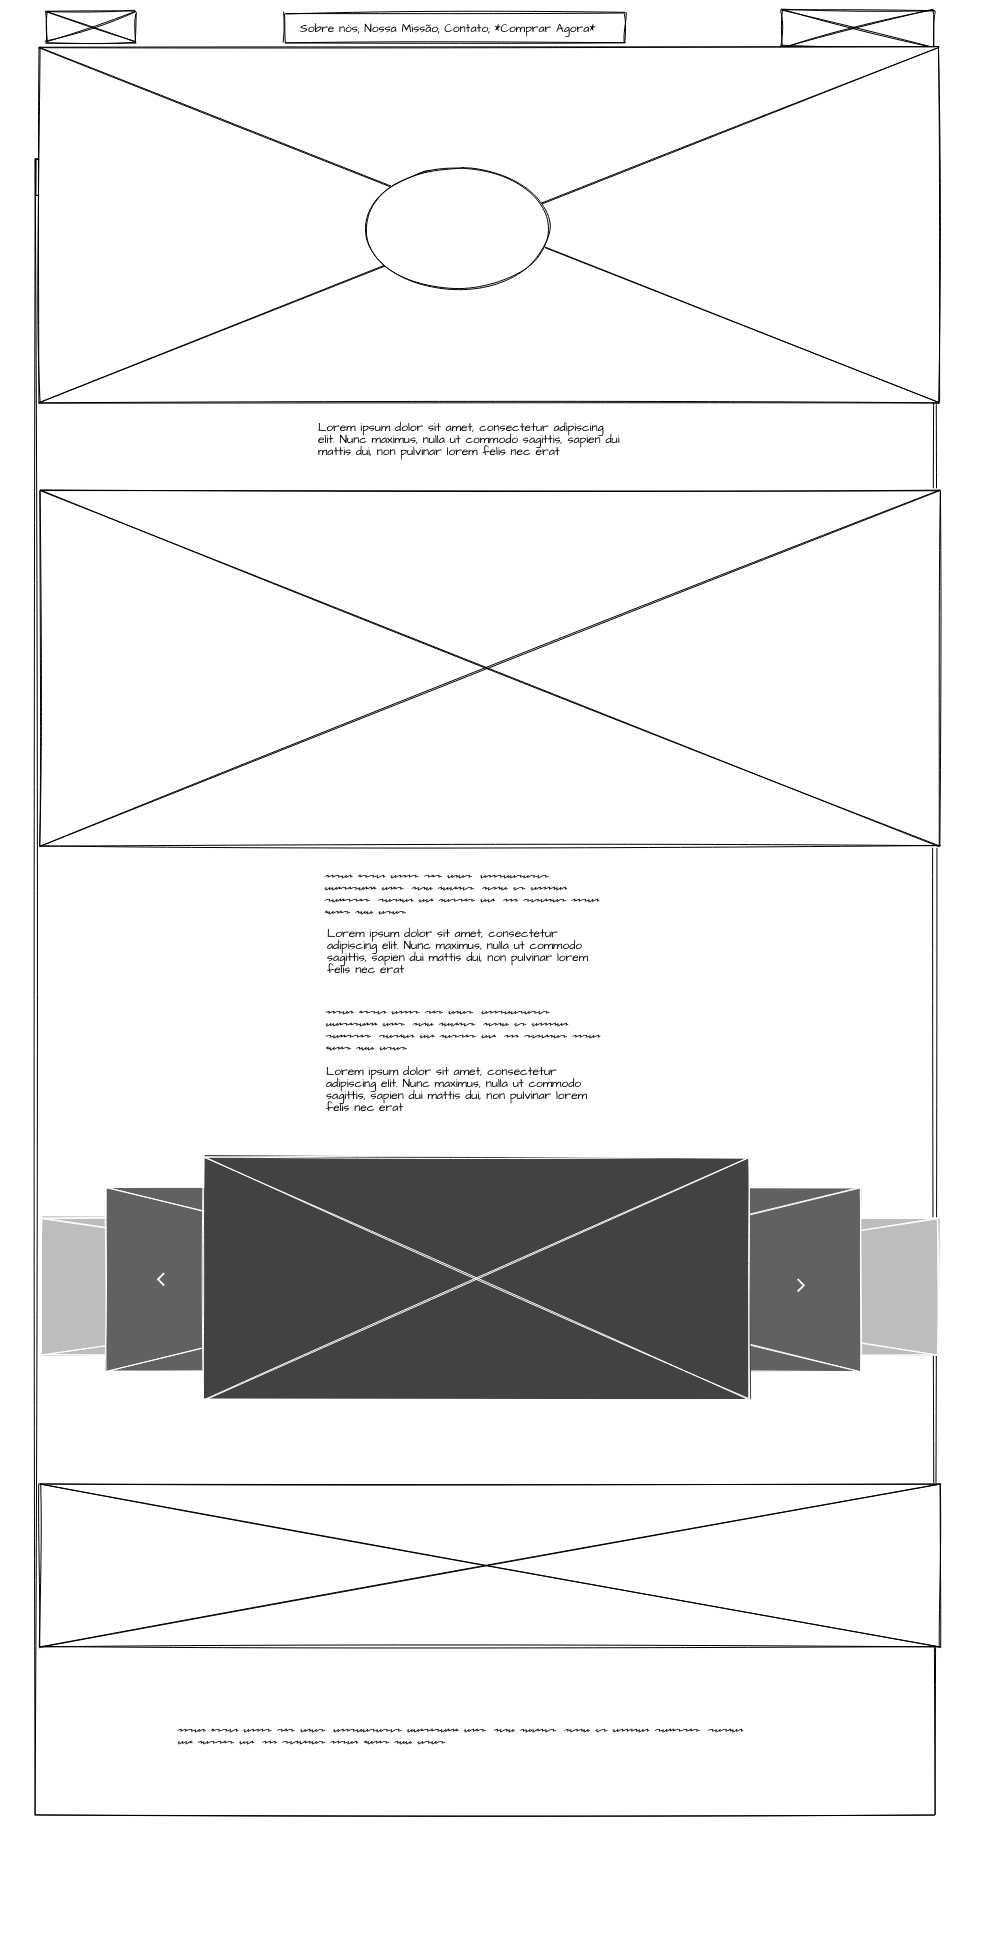 Sobre nós, Nossa Missão, Contato, *Comprar Agora*
Lorem ipsum dolor sit amet, consectetur adipiscing
elit. Nunc maximus, nulla ut commodo sagittis, sapien dui
mattis dui, non pulvinar lorem felis nec erat
Lorem ipsum dolor sit amet, consectetur
adipiscing elit. Nunc maximus, nulla ut commodo
sagittis, sapien dui mattis dui, non pulvinar lorem
felis nec erat
Lorem ipsum dolor sit amet, consectetur
adipiscing elit. Nunc maximus, nulla ut commodo
sagittis, sapien dui mattis dui, non pulvinar lorem
felis nec erat